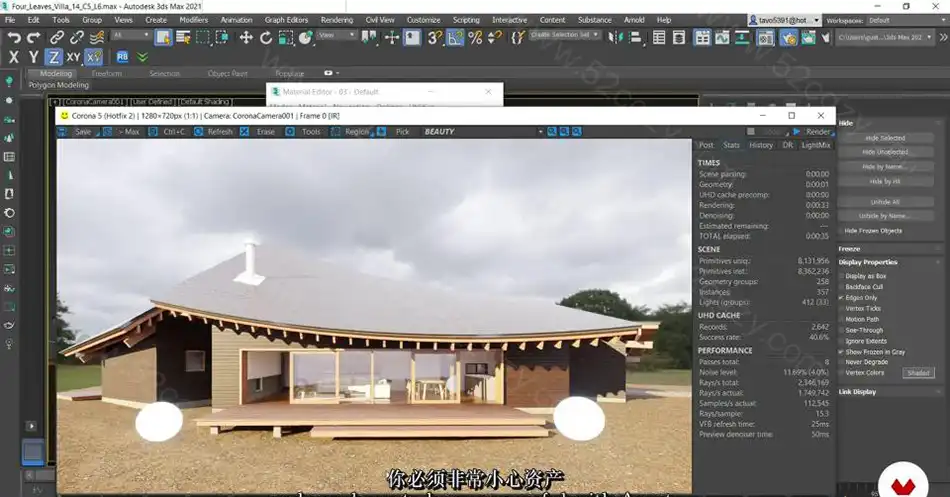 Four_Leaves_Villa_14_C5_L6.max - Autodesk 3ds Max 2021
File Edit Tools Group Views Create Modifiers Animation Graph Editors Rendering Civil View Customize Scripting Interactive Content Substance Arnold Help tavo5391@hot... Workspaces: Default
All View Create Selection Set C:\Users\gust...ds Max 202
X Y Z XY XY RB
Modeling Freeform Selection Object Paint Populate
Polygon Modeling
Material Editor - 03 - Default
[+] [CoronaCamera001] [User Defined] [Default Shading]
Corona 5 (Hotfix 2) | 1280×720px (1:1) | Camera: CoronaCamera001 | Frame 0 [IR]
Save > Max Ctrl+C Refresh Erase Tools Region Pick BEAUTY Stop Render
Post Stats History DR LightMix
TIMES
Scene parsing: 0:00:00
Geometry: 0:00:01
UHD cache precomp: 0:00:00
Rendering: 0:00:33
Denoising: 0:00:00
Estimated remaining: ---
TOTAL elapsed: 0:00:35
SCENE
Primitives uniq.: 8,131,956
Primitives inst.: 8,362,236
Geometry groups: 258
Instances: 357
Lights (groups): 412 (33)
UHD CACHE
Records: 2,642
Success rate: 40.6%
PERFORMANCE
Passes total: 8
Noise level: 11.69% (4.0%)
Rays/s total: 2,346,169
Rays/s actual: 1,749,742
Samples/s actual: 112,545
Rays/sample: 15.3
VFB refresh time: 25ms
Preview denoiser time: 50ms
Hide
Hide Selected
Hide Unselected
Hide by Name...
Hide by Hit
Unhide All
Unhide by Name...
Hide Frozen Objects
Freeze
Display Properties
Display as Box
Backface Cull
Edges Only
Vertex Ticks
Motion Path
See-Through
Ignore Extents
Show Frozen in Gray
Never Degrade
Vertex Colors Shaded
Link Display
你必须非常小心资产
www.52cgzy.com